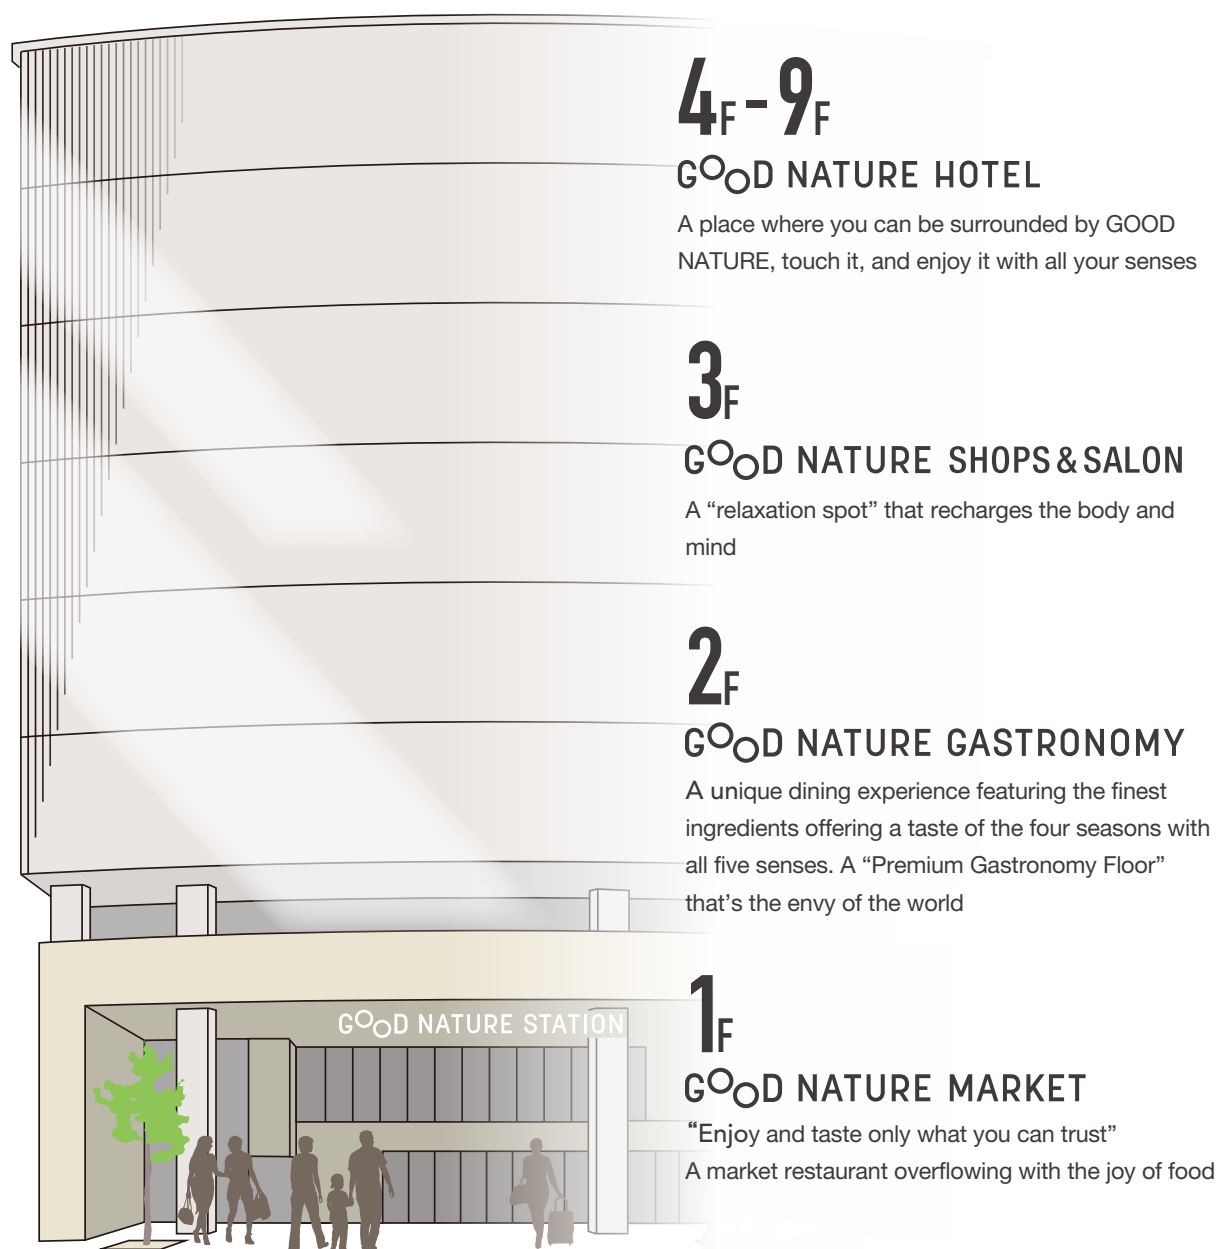 4F-9F
GOOD NATURE HOTEL
A place where you can be surrounded by GOOD
NATURE, touch it, and enjoy it with all your senses
3F
GOOD NATURE SHOPS&SALON
A “relaxation spot” that recharges the body and
mind
2F
GOOD NATURE GASTRONOMY
A unique dining experience featuring the finest
ingredients offering a taste of the four seasons with
all five senses. A “Premium Gastronomy Floor”
that’s the envy of the world
1F
GOOD NATURE MARKET
“Enjoy and taste only what you can trust”
A market restaurant overflowing with the joy of food
GOOD NATURE STATION